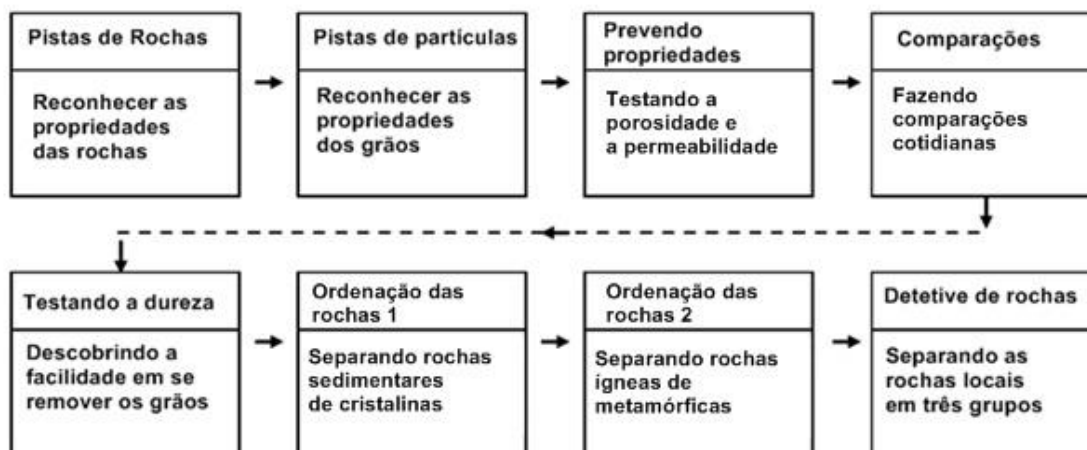 Pistas de Rochas
Reconhecer as
propriedades
das rochas
Pistas de partículas
Reconhecer as
propriedades
dos grãos
Prevendo
propriedades
Testando a
porosidade e
a permeabilidade
Comparações
Fazendo
comparações
cotidianas
Testando a dureza
Descobrindo a
facilidade em se
remover os grãos
Ordenação das
rochas 1
Separando rochas
sedimentares
de cristalinas
Ordenação das
rochas 2
Separando rochas
ígneas de
metamórficas
Detetive de rochas
Separando as
rochas locais
em três grupos